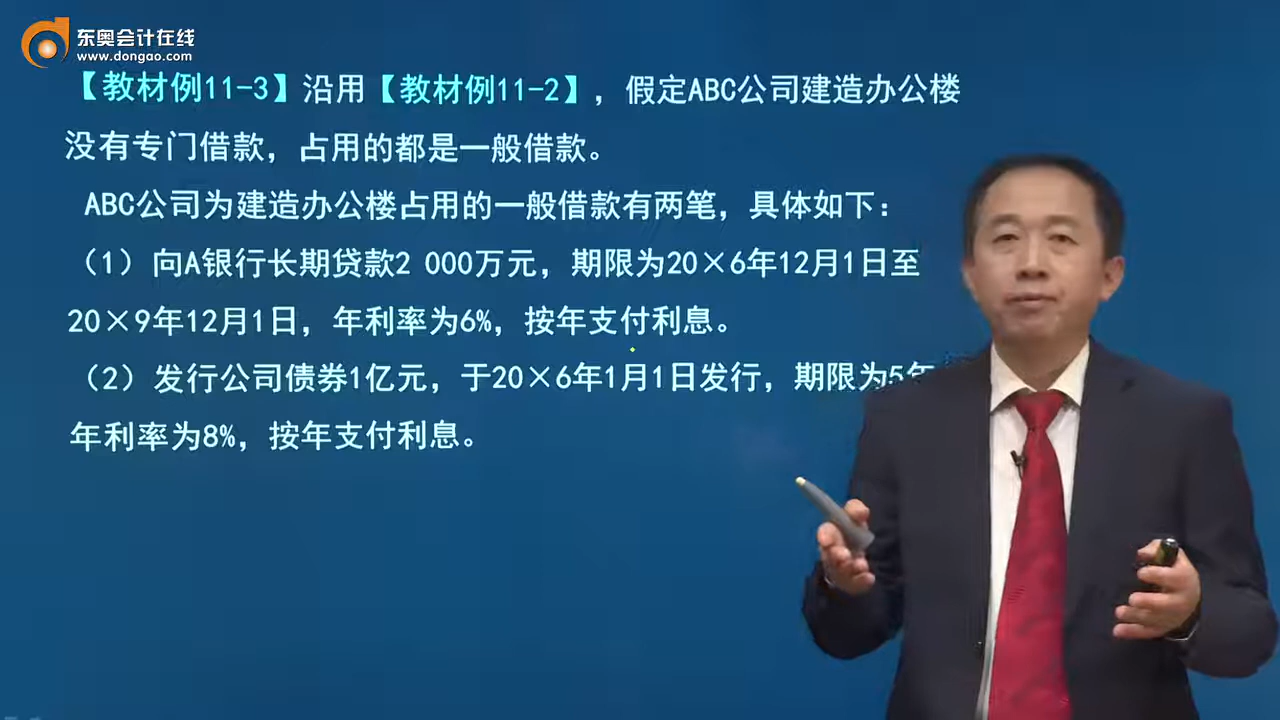 东奥会计在线
www.dongao.com
【教材例11-3】沿用【教材例11-2】，假定ABC公司建造办公楼
没有专门借款，占用的都是一般借款。
ABC公司为建造办公楼占用的一般借款有两笔，具体如下：
（1）向A银行长期贷款2 000万元，期限为20×6年12月1日至
20×9年12月1日，年利率为6%，按年支付利息。
（2）发行公司债券1亿元，于20×6年1月1日发行，期限为5年
年利率为8%，按年支付利息。